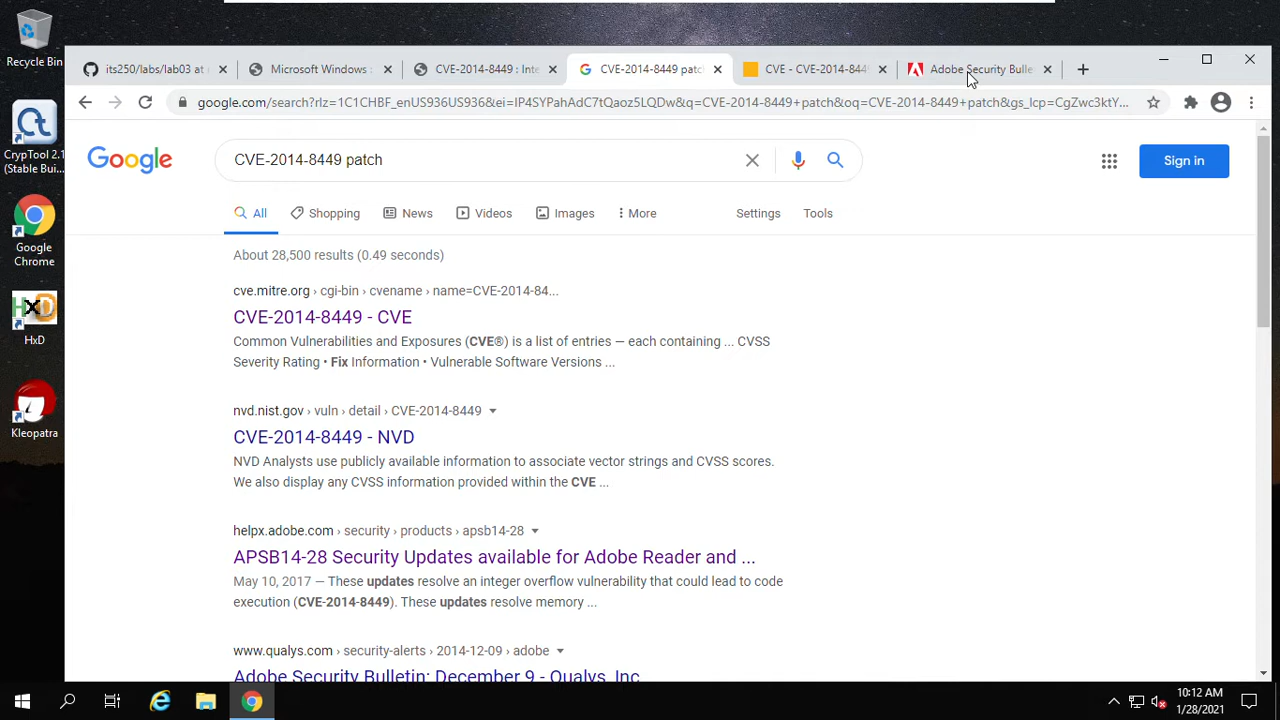 Recycle Bin
CrypTool 2.1
(Stable Bui...
Google
Chrome
HxD
Kleopatra
its250/labs/lab03 at
Microsoft Windows :
CVE-2014-8449 : Inte
CVE-2014-8449 patc
CVE - CVE-2014-844
Adobe Security Bulle
google.com/search?rlz=1C1CHBF_enUS936US936&ei=IP4SYPahAdC7tQaoz5LQDw&q=CVE-2014-8449+patch&oq=CVE-2014-8449+patch&gs_lcp=CgZwc3ktY...
Google
CVE-2014-8449 patch
Sign in
All
Shopping
News
Videos
Images
More
Settings
Tools
About 28,500 results (0.49 seconds)
cve.mitre.org › cgi-bin › cvename › name=CVE-2014-84...
CVE-2014-8449 - CVE
Common Vulnerabilities and Exposures (CVE®) is a list of entries — each containing ... CVSS
Severity Rating • Fix Information • Vulnerable Software Versions ...
nvd.nist.gov › vuln › detail › CVE-2014-8449
CVE-2014-8449 - NVD
NVD Analysts use publicly available information to associate vector strings and CVSS scores.
We also display any CVSS information provided within the CVE ...
helpx.adobe.com › security › products › apsb14-28
APSB14-28 Security Updates available for Adobe Reader and ...
May 10, 2017 — These updates resolve an integer overflow vulnerability that could lead to code
execution (CVE-2014-8449). These updates resolve memory ...
www.qualys.com › security-alerts › 2014-12-09 › adobe
Adobe Security Bulletin: December 9 - Qualys, Inc
10:12 AM
1/28/2021